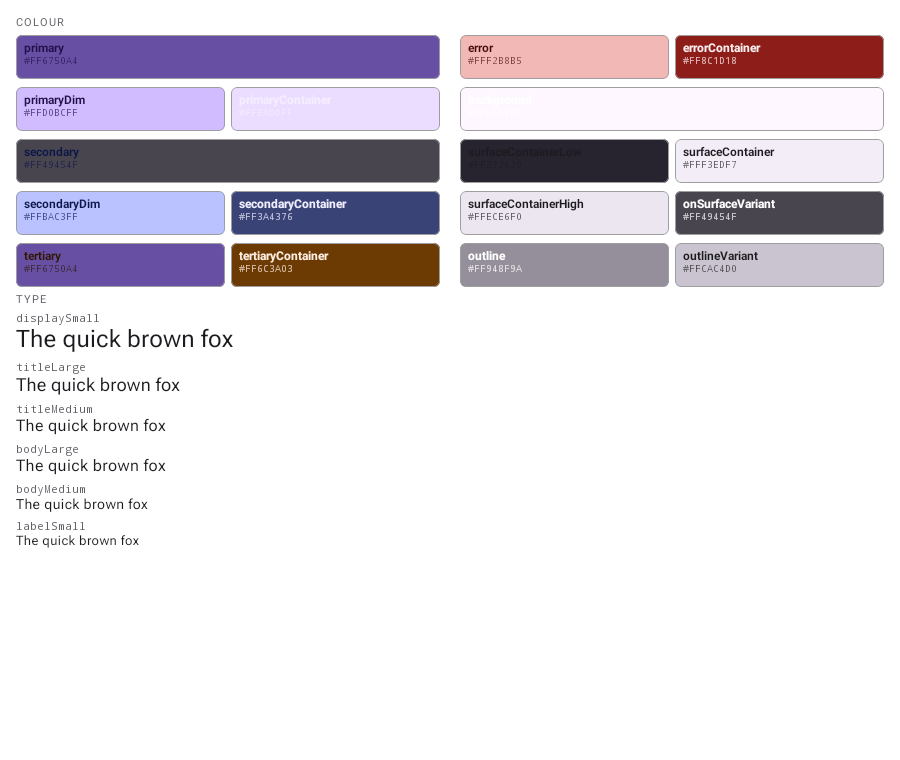 COLOUR
primary
#FF6750A4
primaryDim
#FFD0BCFF
primaryContainer
secondary
#FF49454F
secondaryDim
#FFBAC3FF
secondaryContainer
#FF3A4376
tertiary
#FF6750A4
tertiaryContainer
#FF6C3A03
error
#FFF2B8B5
errorContainer
#FF8C1D18
background
surfaceContainerLow
surfaceContainer
#FFF3EDF7
surfaceContainerHigh
#FFECE6F0
onSurfaceVariant
#FF49454F
outline
#FF948F9A
outlineVariant
#FFCAC4D0
TYPE
displaySmall
The quick brown fox
titleLarge
The quick brown fox
titleMedium
The quick brown fox
bodyLarge
The quick brown fox
bodyMedium
The quick brown fox
labelSmall
The quick brown fox